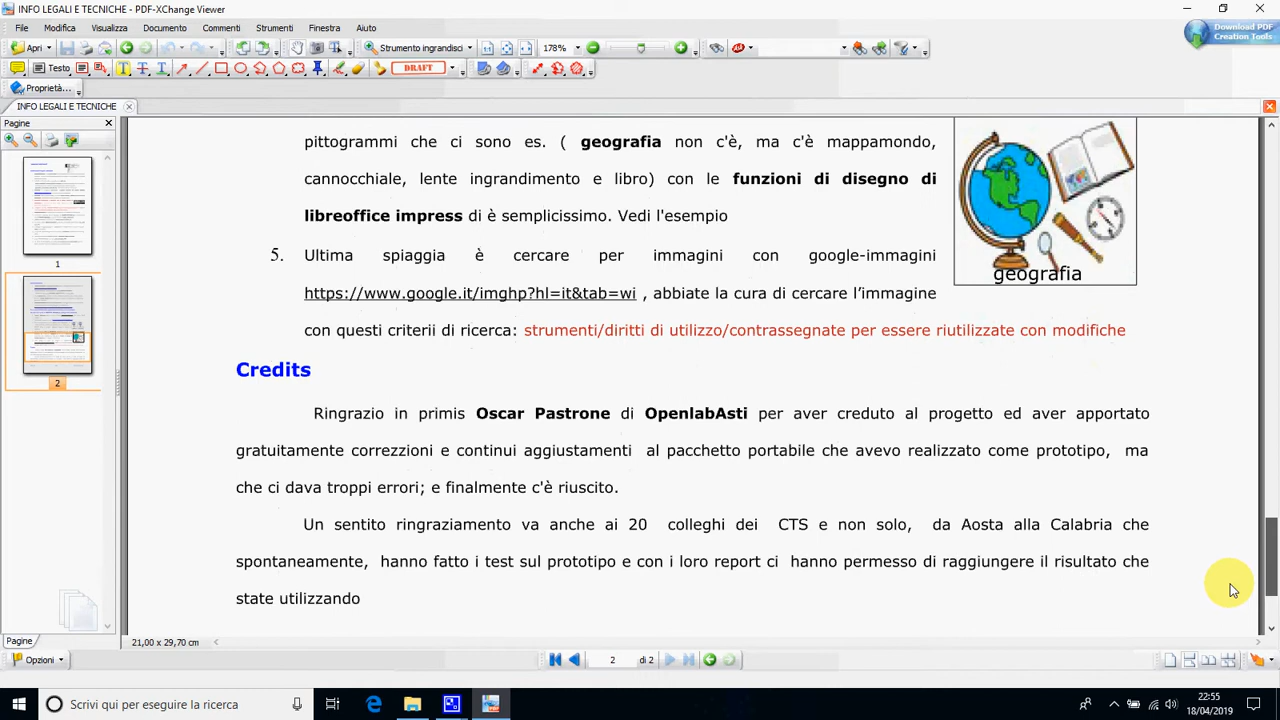 INFO LEGALI E TECNICHE - PDF-XChange Viewer
File Modifica Visualizza Documento Commenti Strumenti Finestra Aiuto
Download PDF
Creation Tools
Apri Strumento ingrandisci 178%
Testo DRAFT
Proprietà...
INFO LEGALI E TECNICHE
Pagine
1
2
pittogrammi che ci sono es. ( geografia non c'è, ma c'è mappamondo,
cannocchiale, lente ingrandimento e libro) con le funzioni di disegno di
libreoffice impress di è semplicissimo. Vedi l'esempio
geografia
5. Ultima spiaggia è cercare per immagini con google-immagini
https://www.google.it/imghp?hl=it&tab=wi , abbiate la cura di cercare l’immagine
con questi criterii di ricerca: strumenti/diritti di utilizzo/contrassegnate per essere riutilizzate con modifiche
Credits
Ringrazio in primis Oscar Pastrone di OpenlabAsti per aver creduto al progetto ed aver apportato
gratuitamente correzzioni e continui aggiustamenti al pacchetto portabile che avevo realizzato come prototipo, ma
che ci dava troppi errori; e finalmente c'è riuscito.
Un sentito ringraziamento va anche ai 20 colleghi dei CTS e non solo, da Aosta alla Calabria che
spontaneamente, hanno fatto i test sul prototipo e con i loro report ci hanno permesso di raggiungere il risultato che
state utilizzando
Pagine
21,00 x 29,70 cm
Opzioni 2 di 2
Scrivi qui per eseguire la ricerca
22:55
18/04/2019